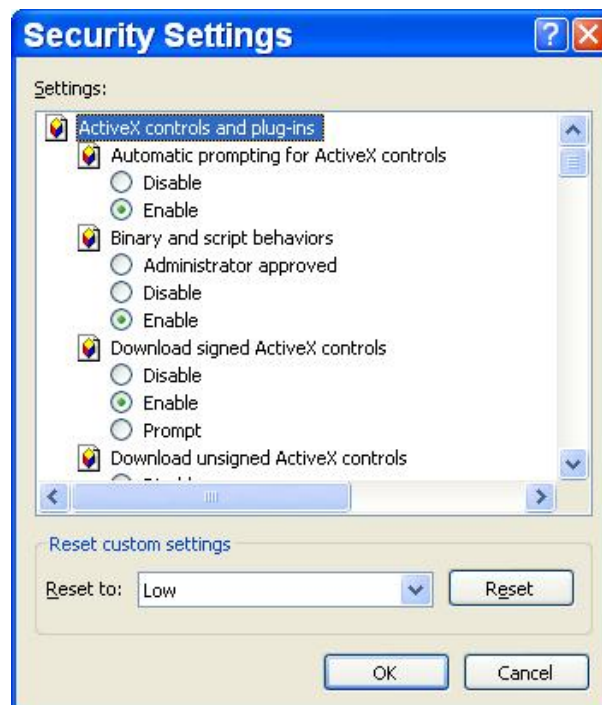 Security Settings
Settings:
ActiveX controls and plug-ins
Automatic prompting for ActiveX controls
Disable
Enable
Binary and script behaviors
Administrator approved
Disable
Enable
Download signed ActiveX controls
Disable
Enable
Prompt
Download unsigned ActiveX controls
Reset custom settings
Reset to: Low Reset
OK Cancel